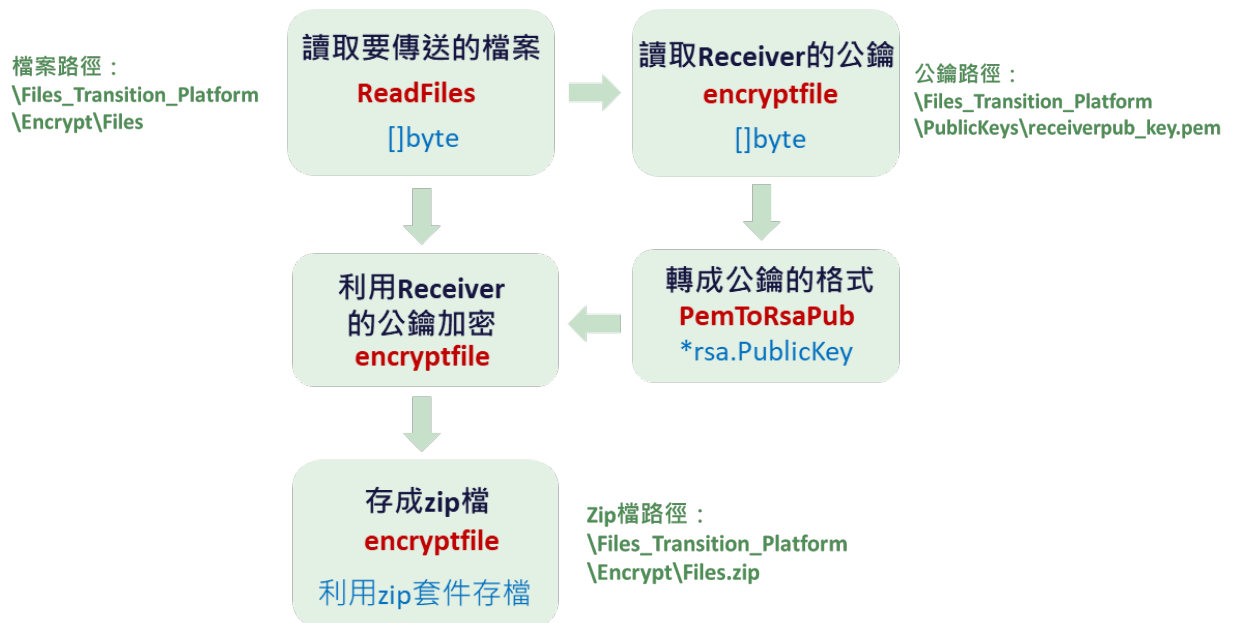 檔案路徑：
\Files_Transition_Platform
\Encrypt\Files
讀取要傳送的檔案
ReadFiles
[]byte
讀取Receiver的公鑰
encryptfile
[]byte
公鑰路徑：
\Files_Transition_Platform
\PublicKeys\receiverpub_key.pem
利用Receiver
的公鑰加密
encryptfile
轉成公鑰的格式
PemToRsaPub
*rsa.PublicKey
存成zip檔
encryptfile
利用zip套件存檔
Zip檔路徑：
\Files_Transition_Platform
\Encrypt\Files.zip